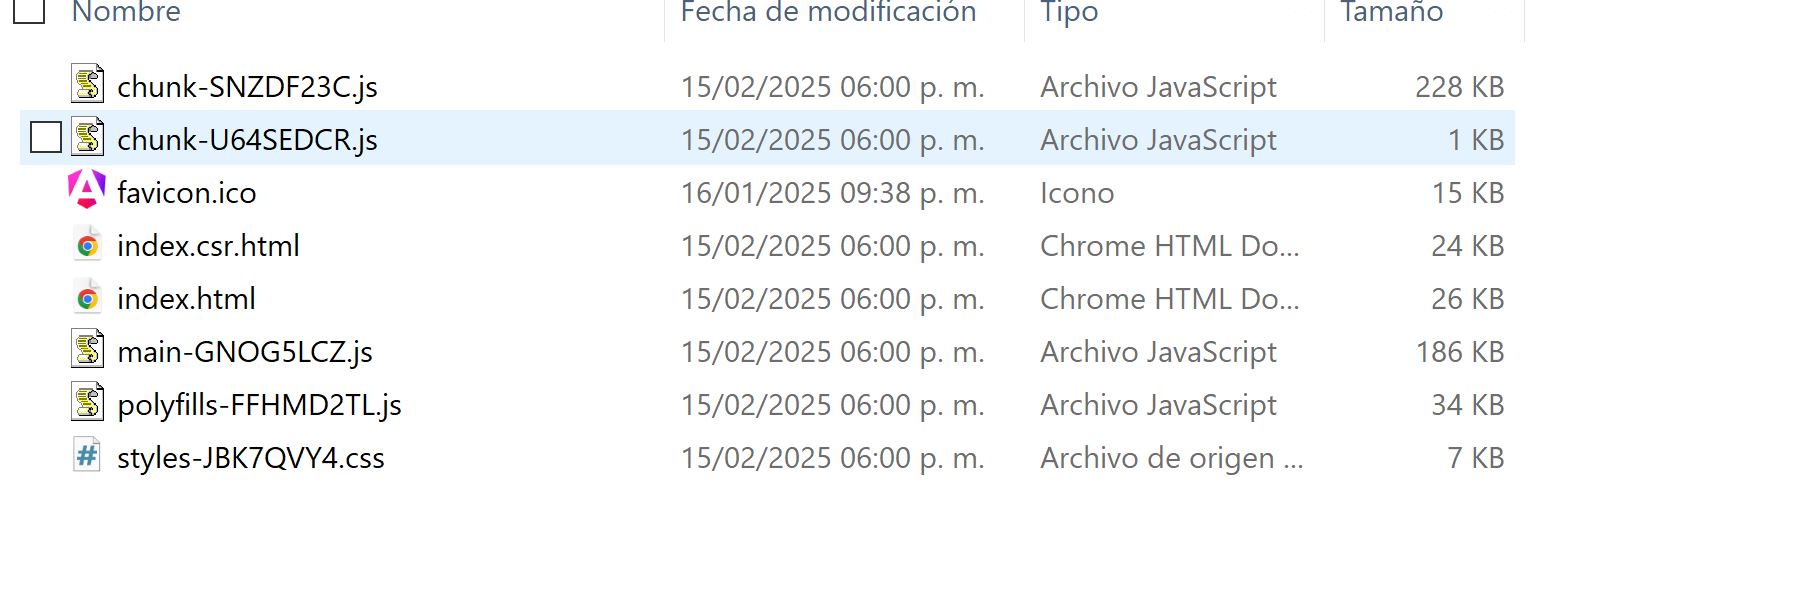 Nombre Fecha de modificación Tipo Tamaño
chunk-SNZDF23C.js 15/02/2025 06:00 p. m. Archivo JavaScript 228 KB
chunk-U64SEDCR.js 15/02/2025 06:00 p. m. Archivo JavaScript 1 KB
favicon.ico 16/01/2025 09:38 p. m. Icono 15 KB
index.csr.html 15/02/2025 06:00 p. m. Chrome HTML Do... 24 KB
index.html 15/02/2025 06:00 p. m. Chrome HTML Do... 26 KB
main-GNOG5LCZ.js 15/02/2025 06:00 p. m. Archivo JavaScript 186 KB
polyfills-FFHMD2TL.js 15/02/2025 06:00 p. m. Archivo JavaScript 34 KB
styles-JBK7QVY4.css 15/02/2025 06:00 p. m. Archivo de origen ... 7 KB